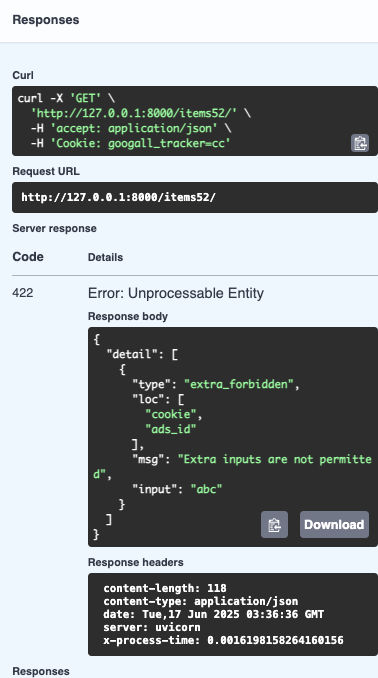 Responses
Curl
curl -X 'GET' \
'http://127.0.0.1:8000/items52/' \
-H 'accept: application/json' \
-H 'Cookie: googall_tracker=cc'
Request URL
http://127.0.0.1:8000/items52/
Server response
Code Details
422 Error: Unprocessable Entity
Response body
{
"detail": [
{
"type": "extra_forbidden",
"loc": [
"cookie",
"ads_id"
],
"msg": "Extra inputs are not permitte
d",
"input": "abc"
}
]
}
Download
Response headers
content-length: 118
content-type: application/json
date: Tue,17 Jun 2025 03:36:36 GMT
server: uvicorn
x-process-time: 0.0016198158264160156
Responses